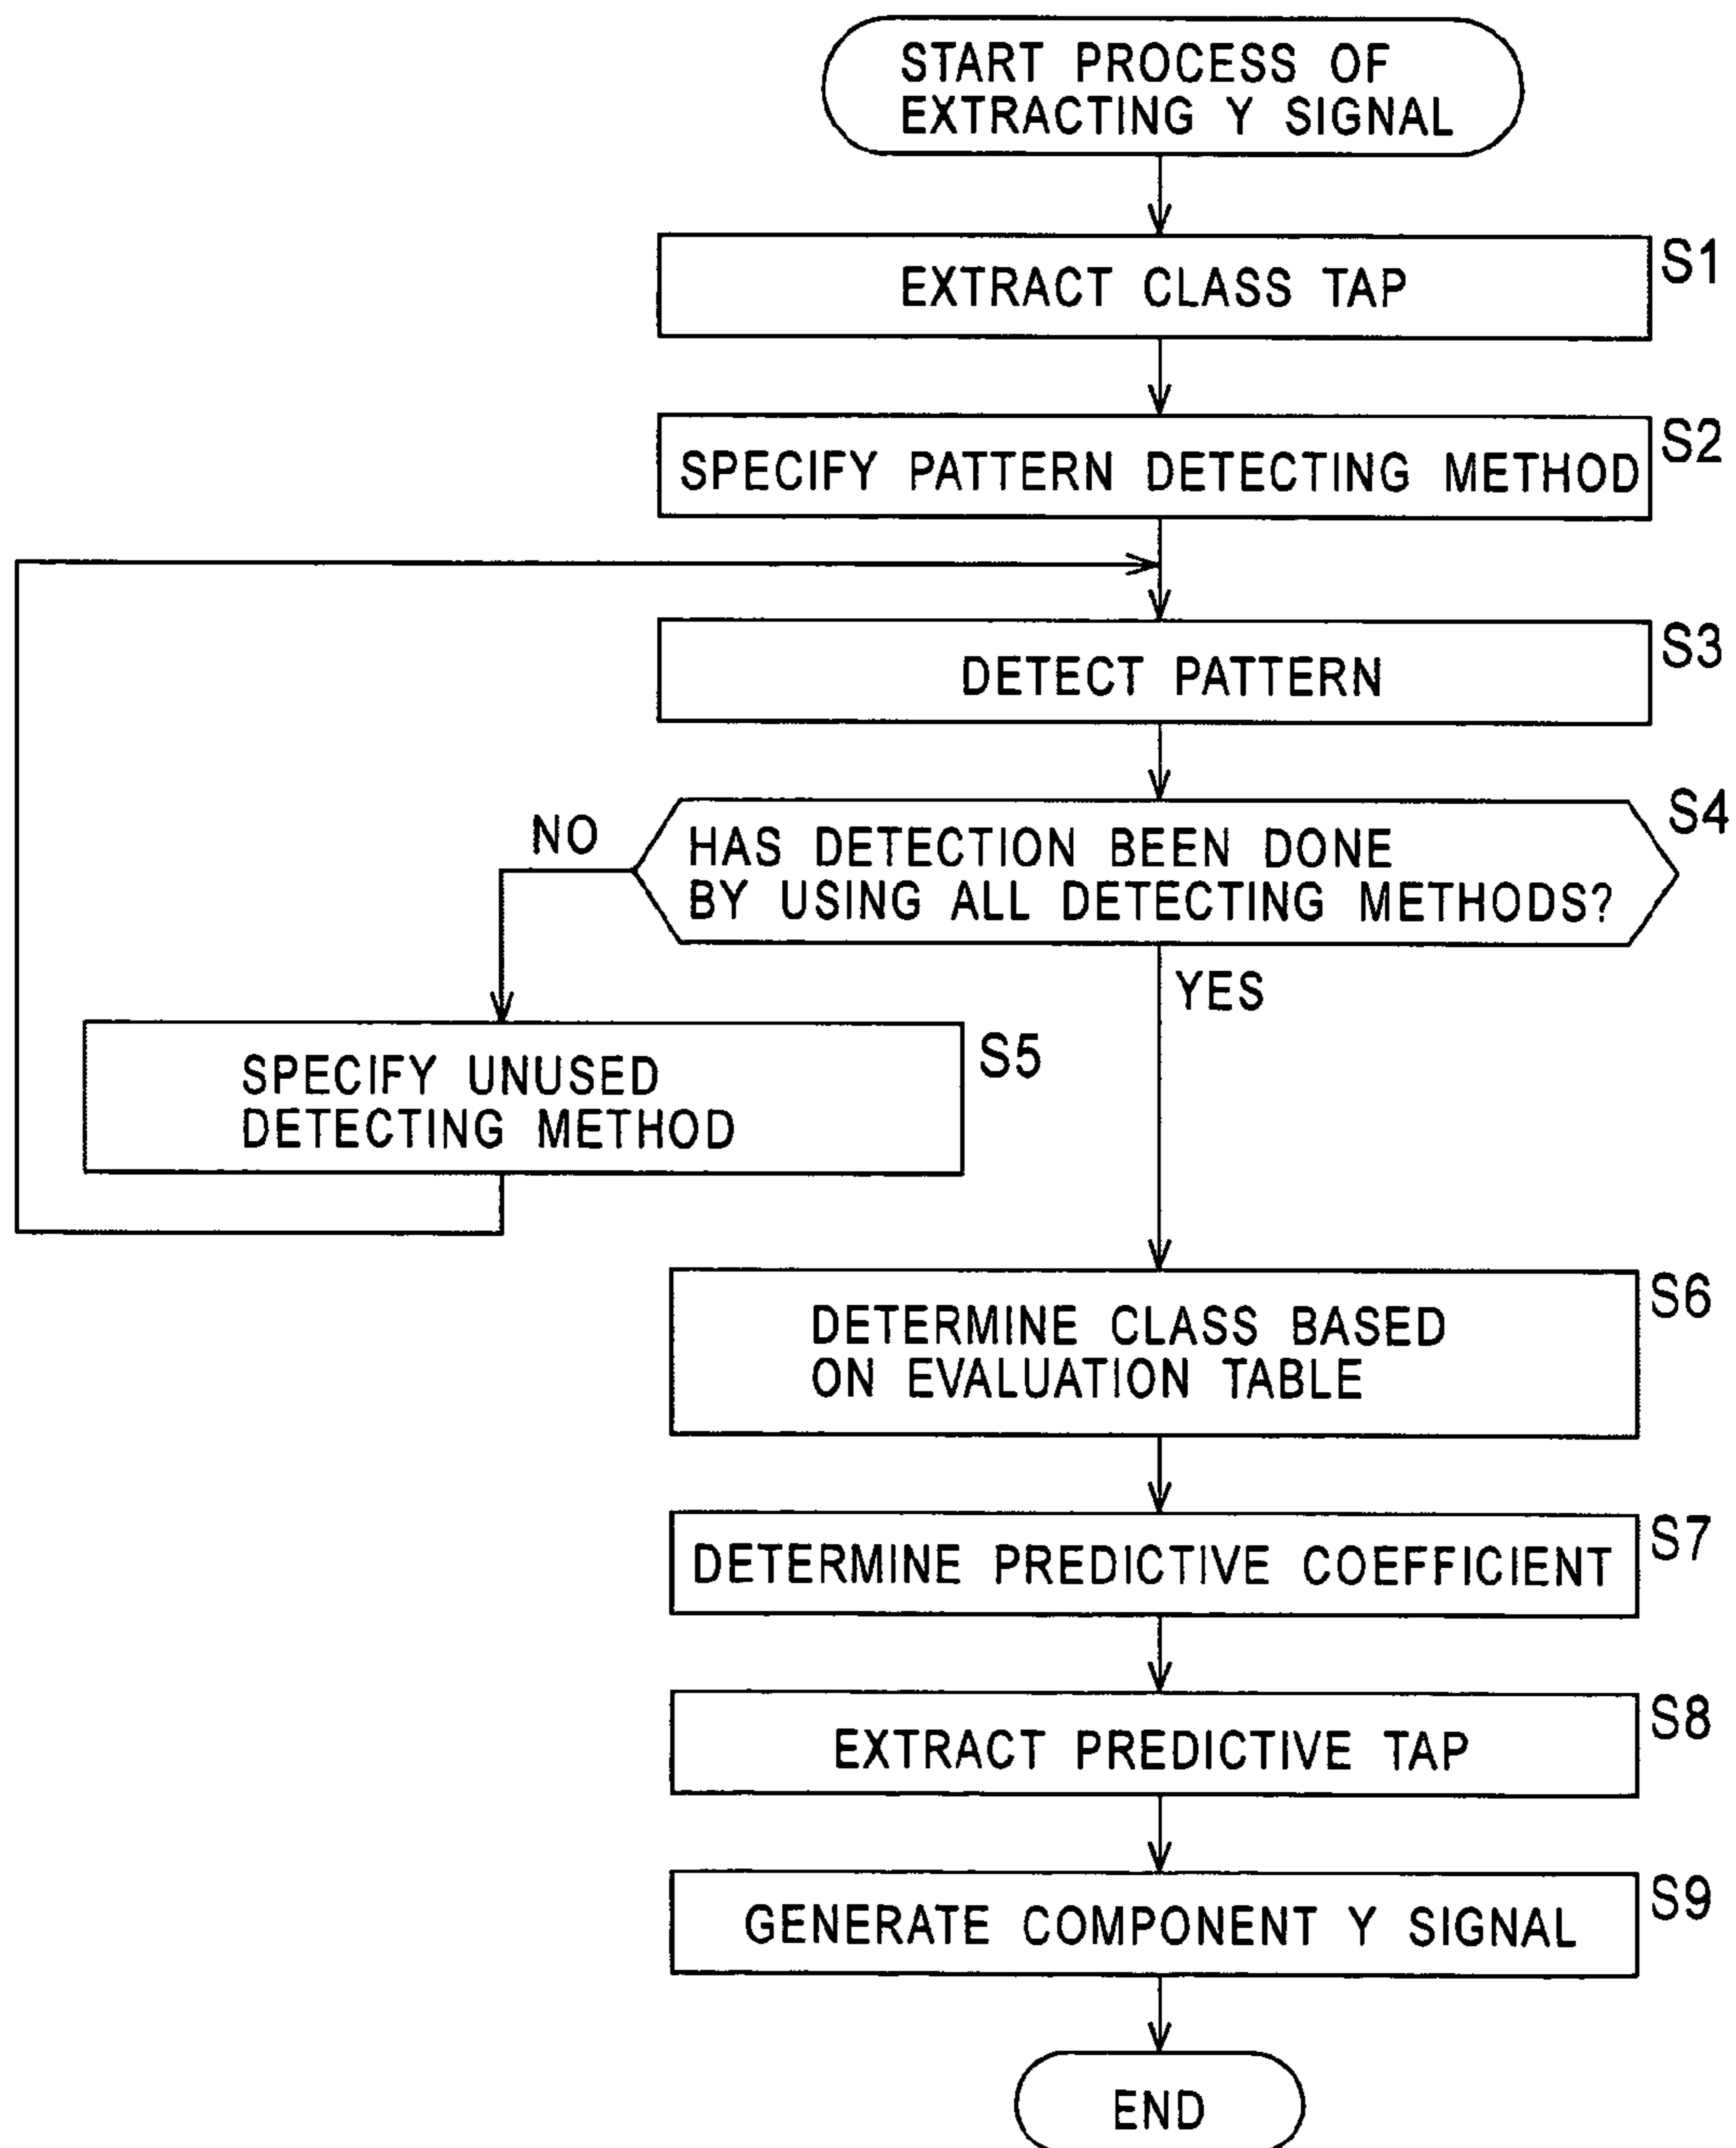 START PROCESS OF
EXTRACTING Y SIGNAL
EXTRACT CLASS TAP
S1
SPECIFY PATTERN DETECTING METHOD
S2
DETECT PATTERN
S3
HAS DETECTION BEEN DONE
BY USING ALL DETECTING METHODS?
S4
NO
YES
SPECIFY UNUSED
DETECTING METHOD
S5
DETERMINE CLASS BASED
ON EVALUATION TABLE
S6
DETERMINE PREDICTIVE COEFFICIENT
S7
EXTRACT PREDICTIVE TAP
S8
GENERATE COMPONENT Y SIGNAL
S9
END